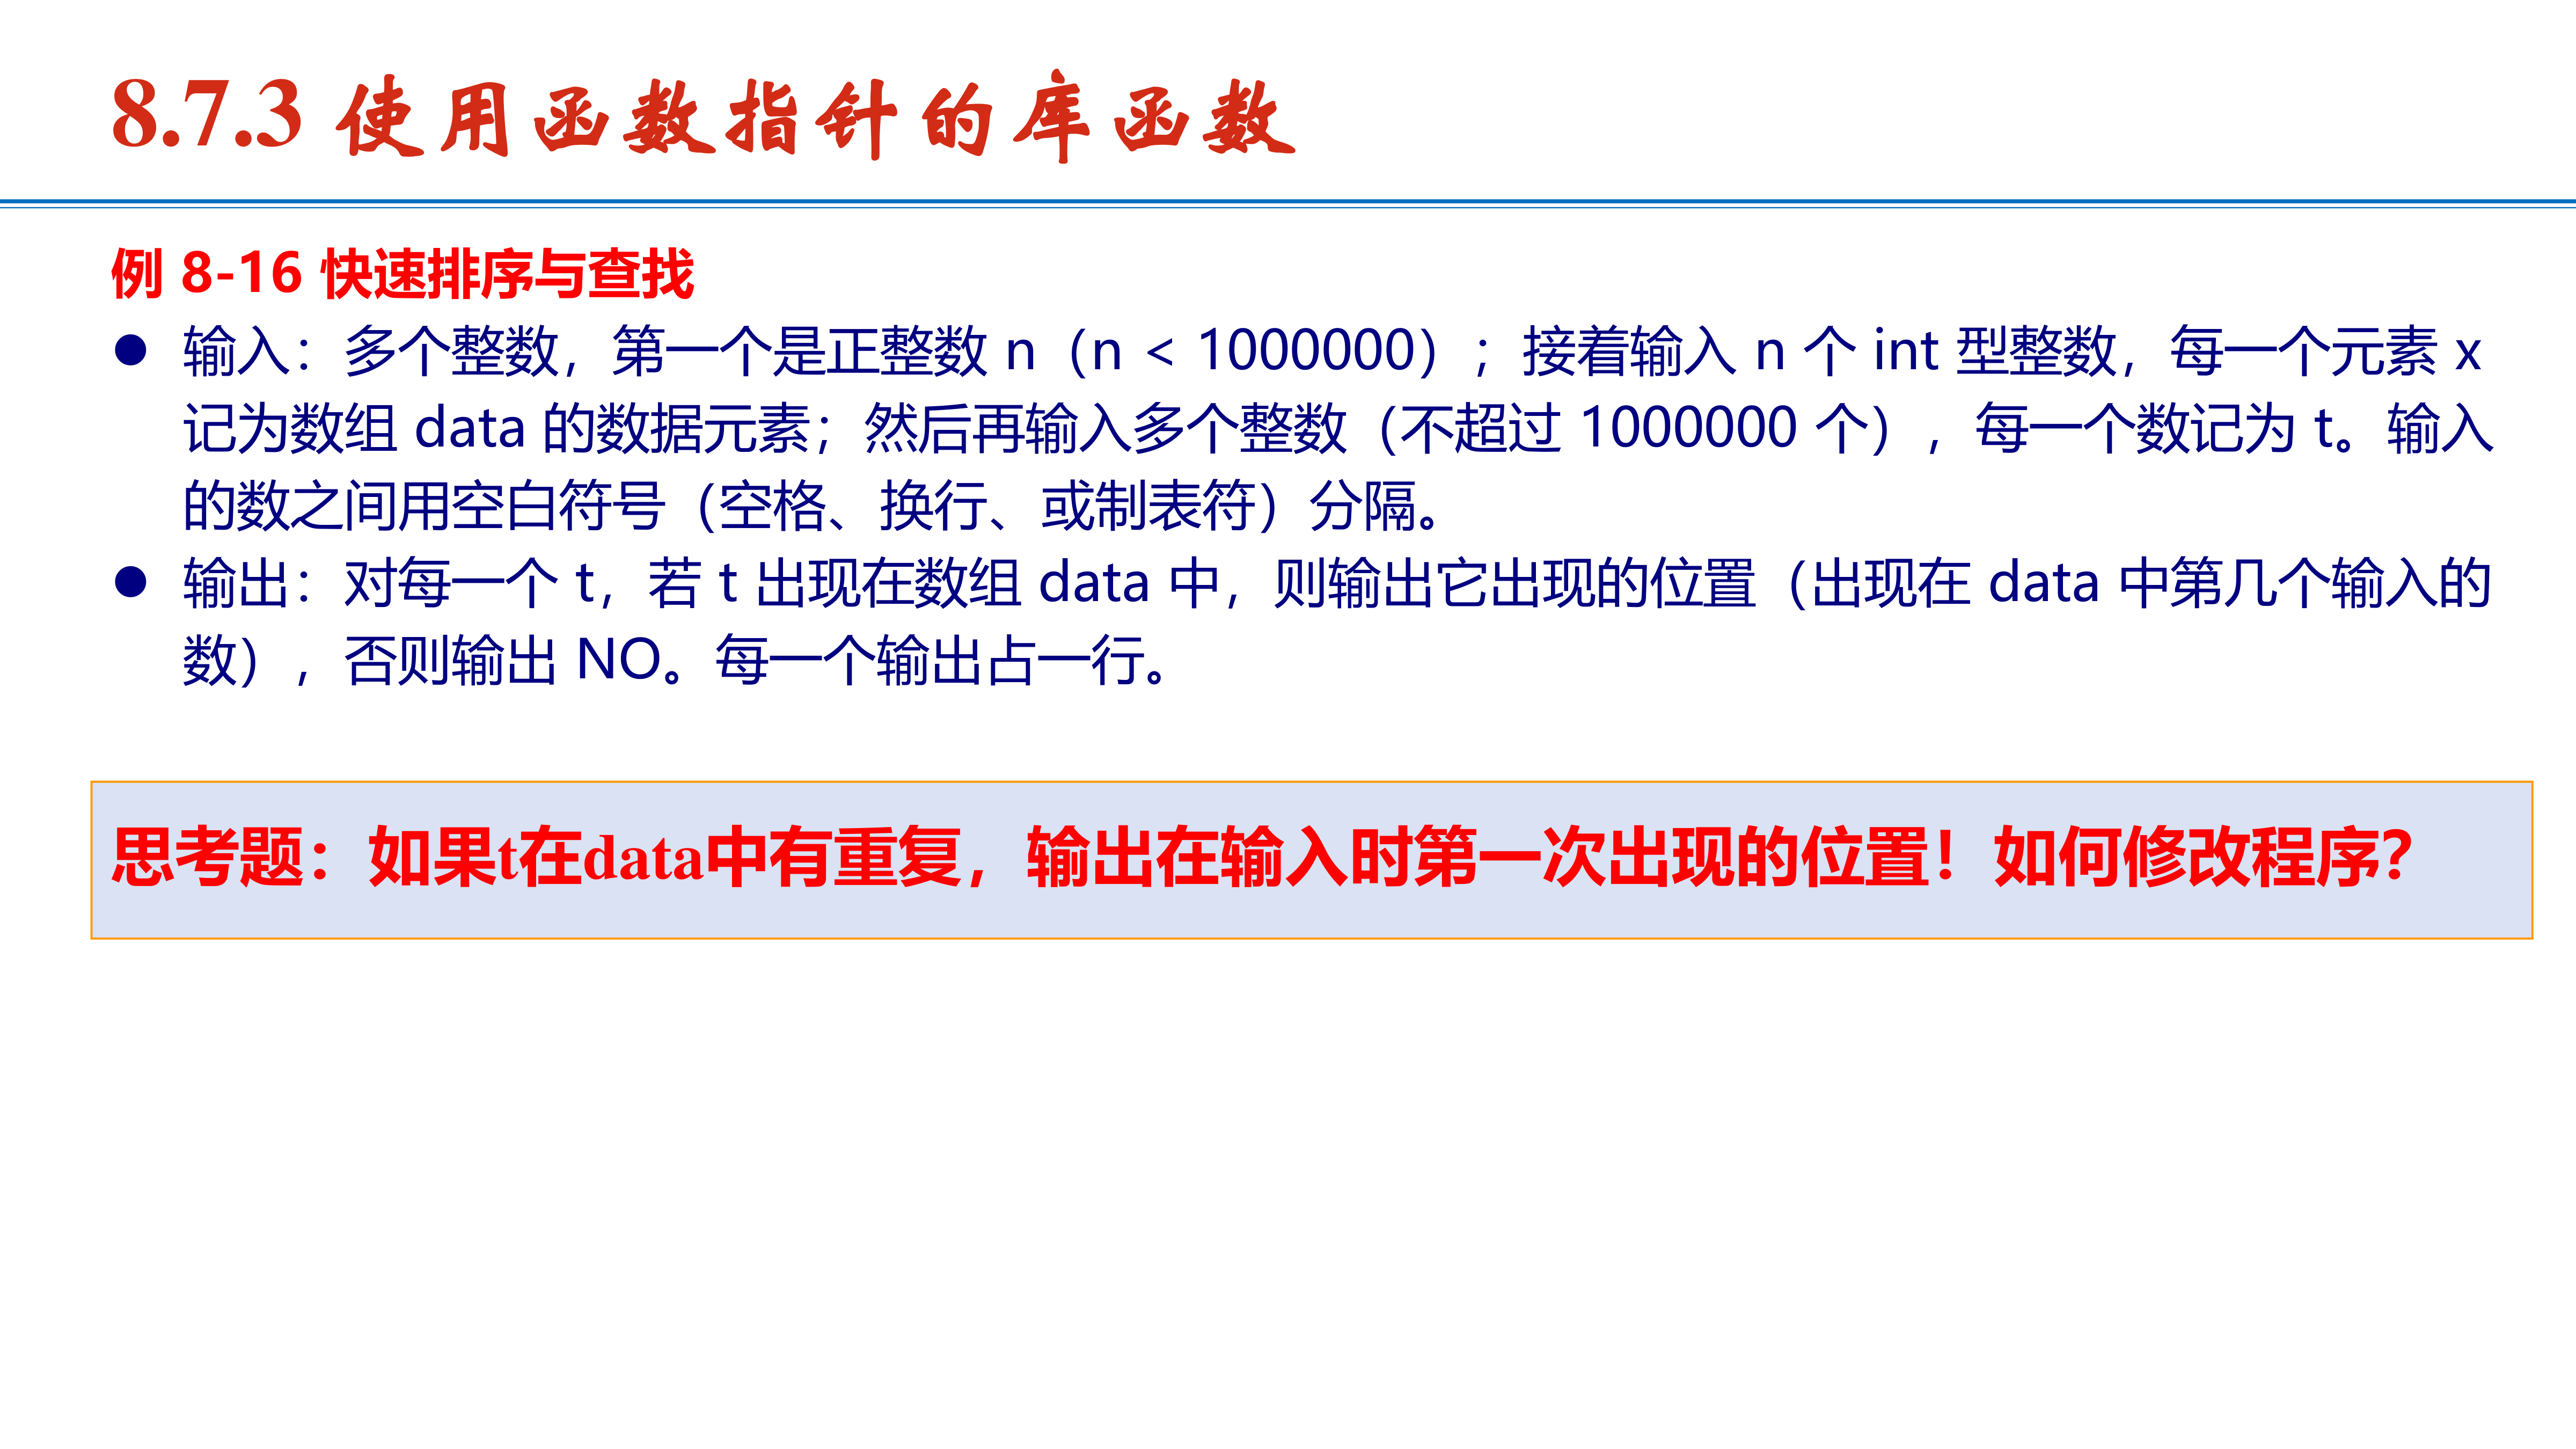 8.7.3 使用函数指针的库函数
例 8-16 快速排序与查找
● 输入：多个整数，第一个是正整数 n（n < 1000000）；接着输入 n 个 int 型整数，每一个元素 x
记为数组 data 的数据元素；然后再输入多个整数（不超过 1000000 个），每一个数记为 t。输入
的数之间用空白符号（空格、换行、或制表符）分隔。
● 输出：对每一个 t，若 t 出现在数组 data 中，则输出它出现的位置（出现在 data 中第几个输入的
数），否则输出 NO。每一个输出占一行。
思考题：如果t在data中有重复，输出在输入时第一次出现的位置！如何修改程序？